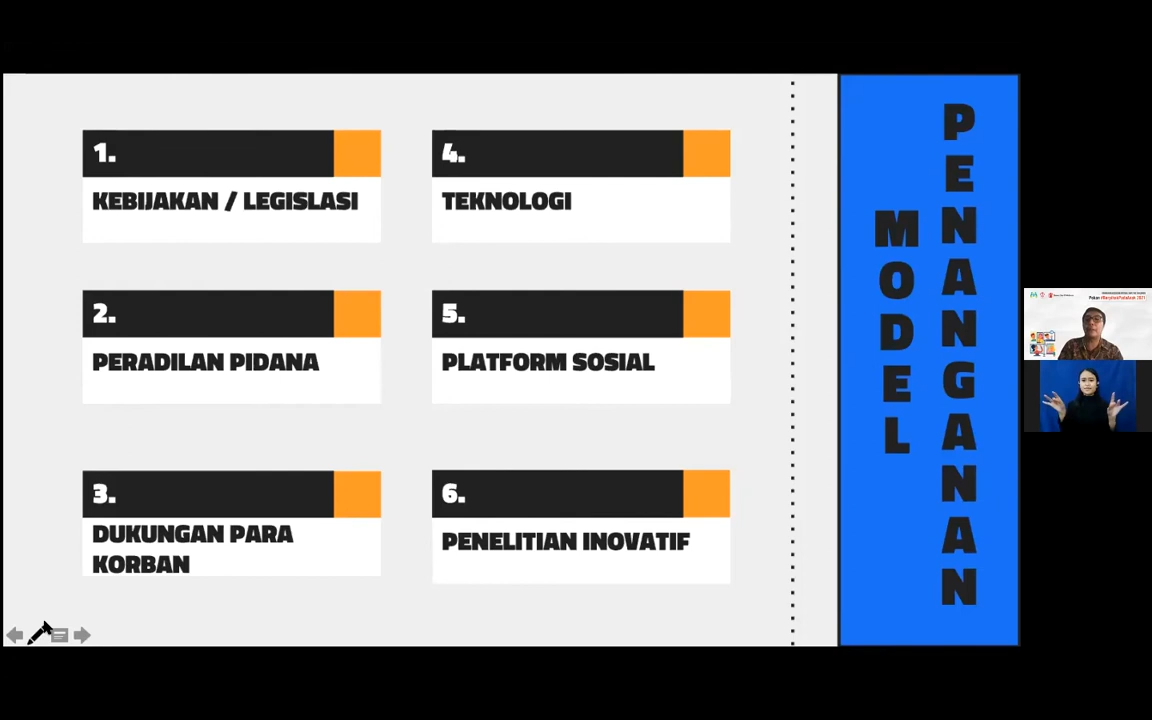 1.
KEBIJAKAN / LEGISLASI
2.
PERADILAN PIDANA
3.
DUKUNGAN PARA
KORBAN
4.
TEKNOLOGI
5.
PLATFORM SOSIAL
6.
PENELITIAN INOVATIF
MODEL
PENANGANAN